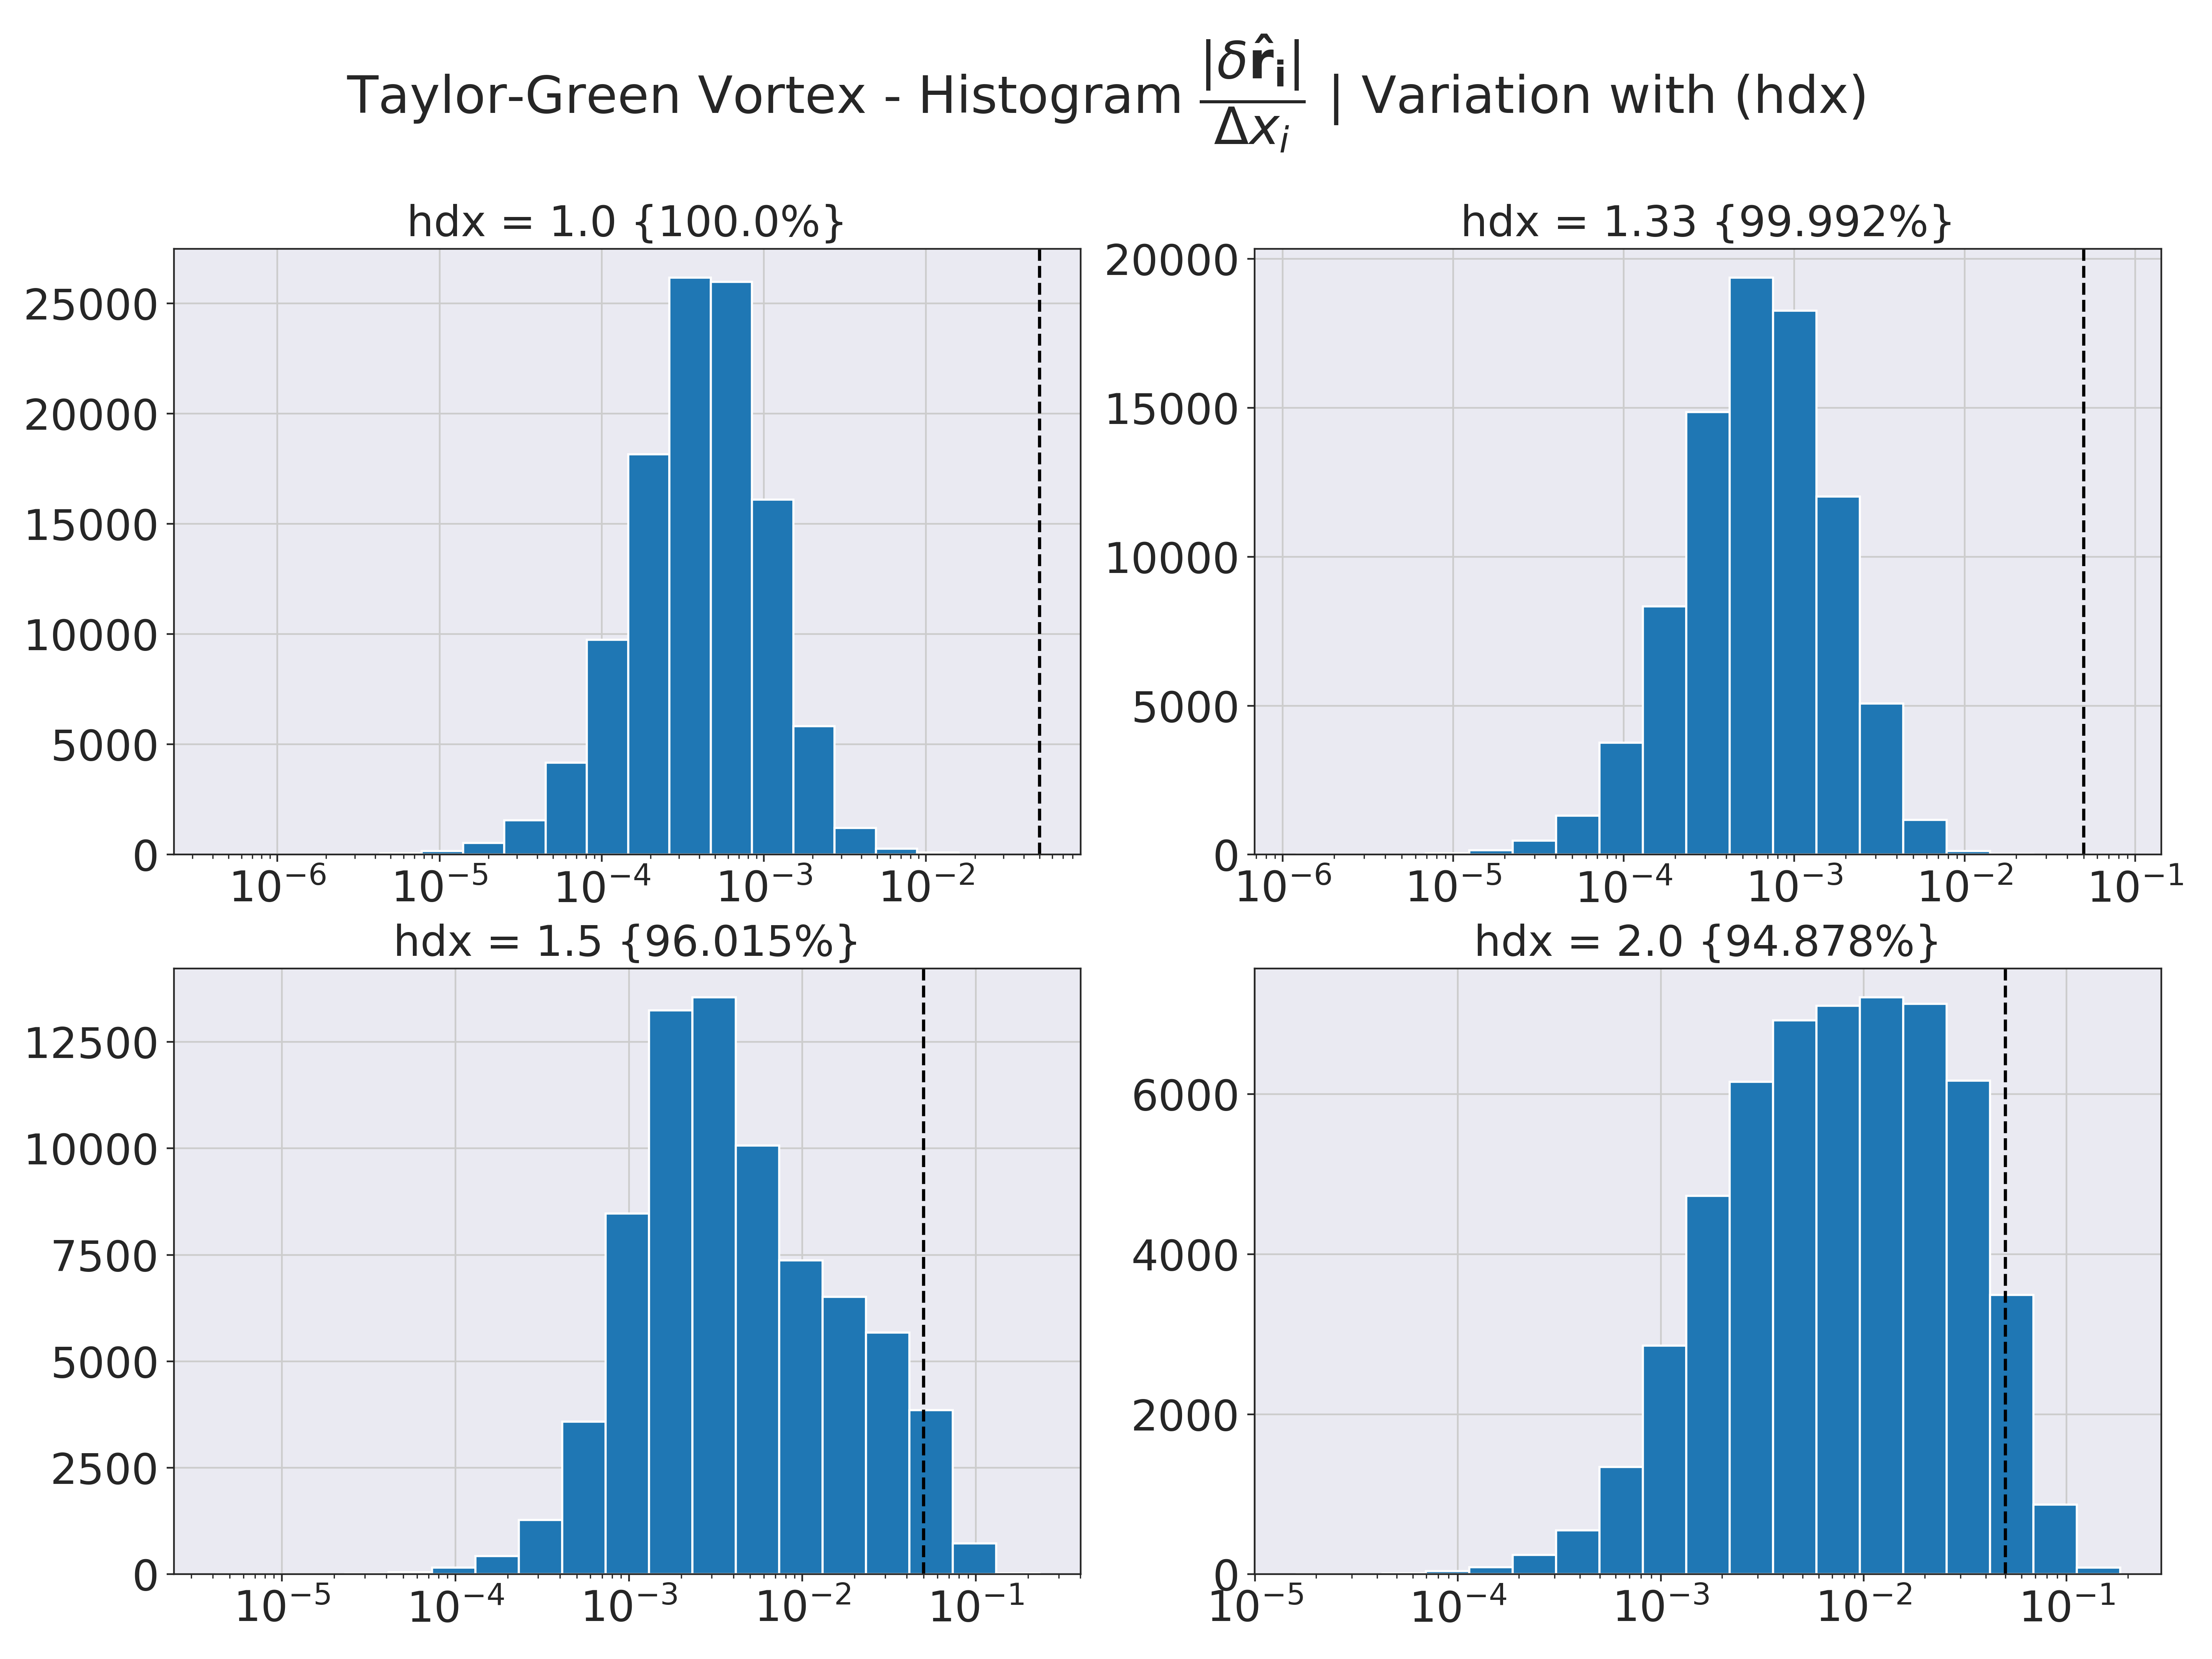 Taylor-Green Vortex - Histogram |δr̂ᵢ| / Δxᵢ | Variation with (hdx)
hdx = 1.0 {100.0%}
25000
20000
15000
10000
5000
0
10⁻⁶ 10⁻⁵ 10⁻⁴ 10⁻³ 10⁻²
hdx = 1.33 {99.992%}
20000
15000
10000
5000
0
10⁻⁶ 10⁻⁵ 10⁻⁴ 10⁻³ 10⁻² 10⁻¹
hdx = 1.5 {96.015%}
12500
10000
7500
5000
2500
0
10⁻⁵ 10⁻⁴ 10⁻³ 10⁻² 10⁻¹
hdx = 2.0 {94.878%}
6000
4000
2000
0
10⁻⁵ 10⁻⁴ 10⁻³ 10⁻² 10⁻¹